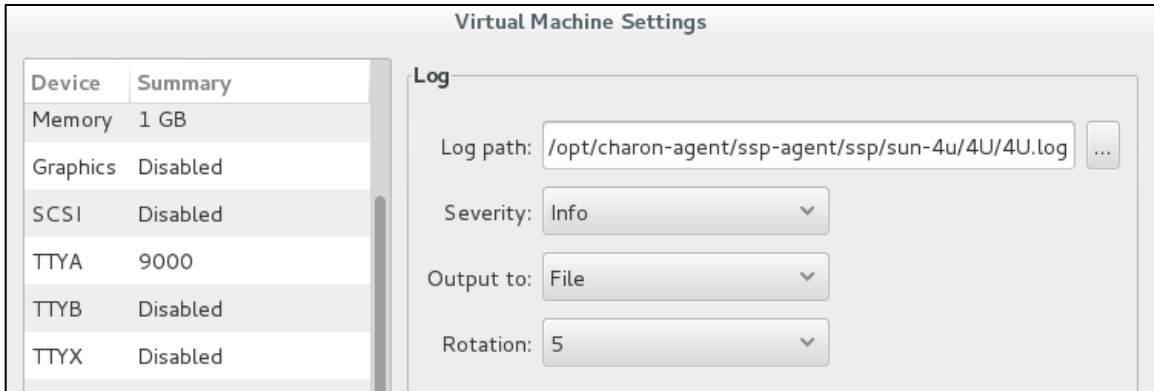 Virtual Machine Settings
Device Summary
Memory 1 GB
Graphics Disabled
SCSI Disabled
TTYA 9000
TTYB Disabled
TTYX Disabled
Log
Log path: /opt/charon-agent/ssp-agent/ssp/sun-4u/4U/4U.log ...
Severity: Info
Output to: File
Rotation: 5